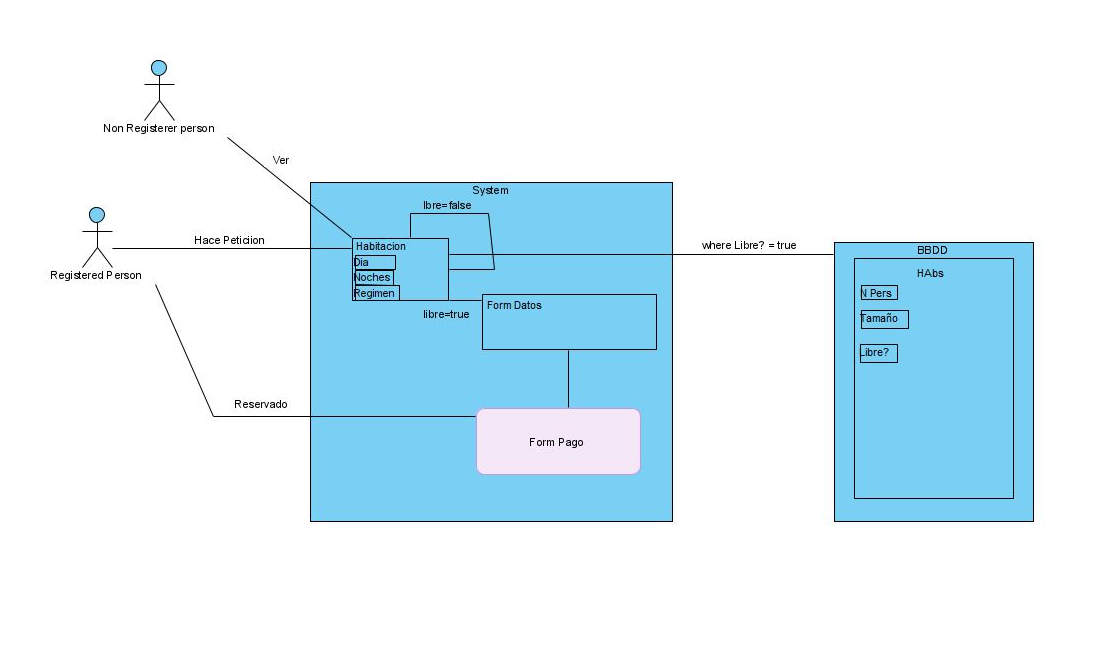 Non Registerer person
Ver
System
lbre=false
Hace Peticiion
Habitacion
where Libre? = true
BBDD
Dia
HAbs
Registered Person
Noches
Regimen
N Pers
Form Datos
libre=true
Tamaño
Libre?
Reservado
Form Pago